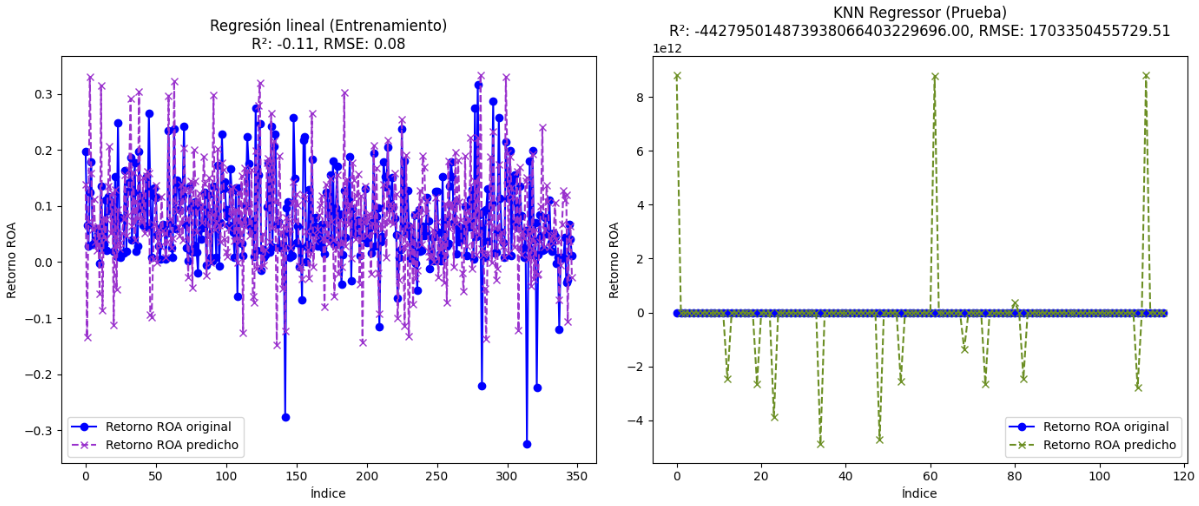 Regresión lineal (Entrenamiento)
R²: -0.11, RMSE: 0.08
Retorno ROA
0.3
0.2
0.1
0.0
−0.1
−0.2
−0.3
Retorno ROA original
Retorno ROA predicho
0 50 100 150 200 250 300 350
Índice
KNN Regressor (Prueba)
R²: -442795014873938066403229696.00, RMSE: 1703350455729.51
1e12
Retorno ROA
8
6
4
2
0
−2
−4
Retorno ROA original
Retorno ROA predicho
0 20 40 60 80 100 120
Índice